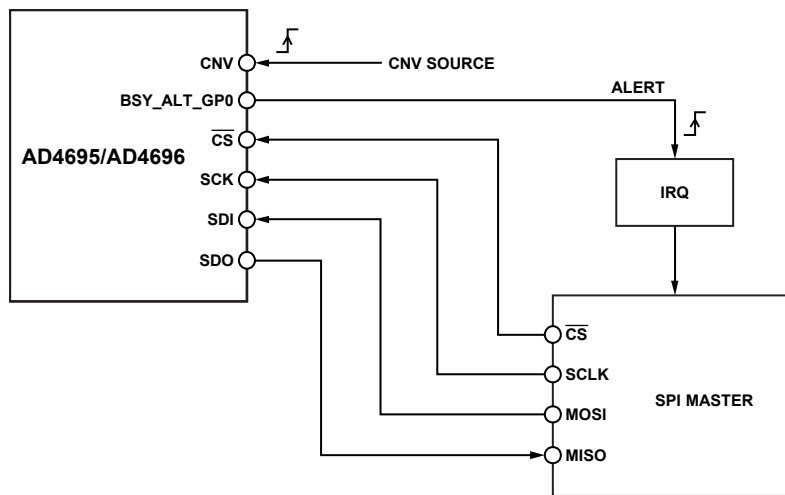 CNV
CNV SOURCE
BSY_ALT_GP0
ALERT
CS
AD4695/AD4696
SCK
IRQ
SDI
SDO
CS
SCLK
MOSI
SPI MASTER
MISO